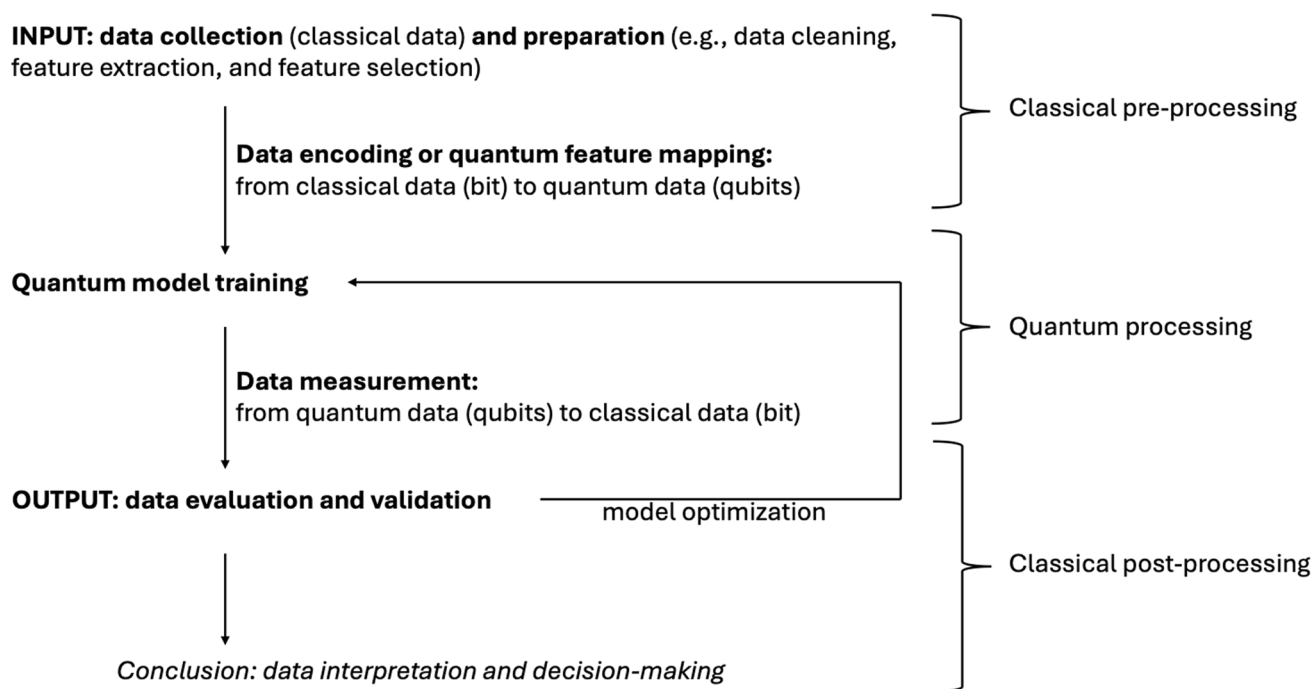 INPUT: data collection (classical data) and preparation (e.g., data cleaning,
feature extraction, and feature selection)
Classical pre-processing
Data encoding or quantum feature mapping:
from classical data (bit) to quantum data (qubits)
Quantum model training
Quantum processing
Data measurement:
from quantum data (qubits) to classical data (bit)
OUTPUT: data evaluation and validation
model optimization
Classical post-processing
Conclusion: data interpretation and decision-making